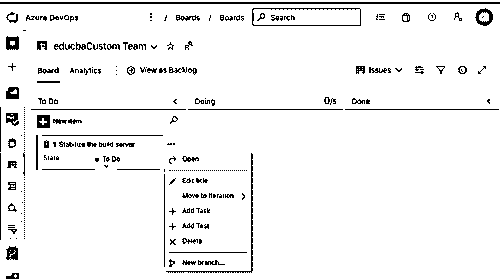 Azure DevOps / Boards / Boards Search
educbaCustom Team
Board Analytics View as Backlog Issues
To Do Doing 0/5 Done
New item
1 Stabilize the build server
State To Do
Open
Edit title
Move to Iteration
Add Task
Add Test
Delete
New branch...